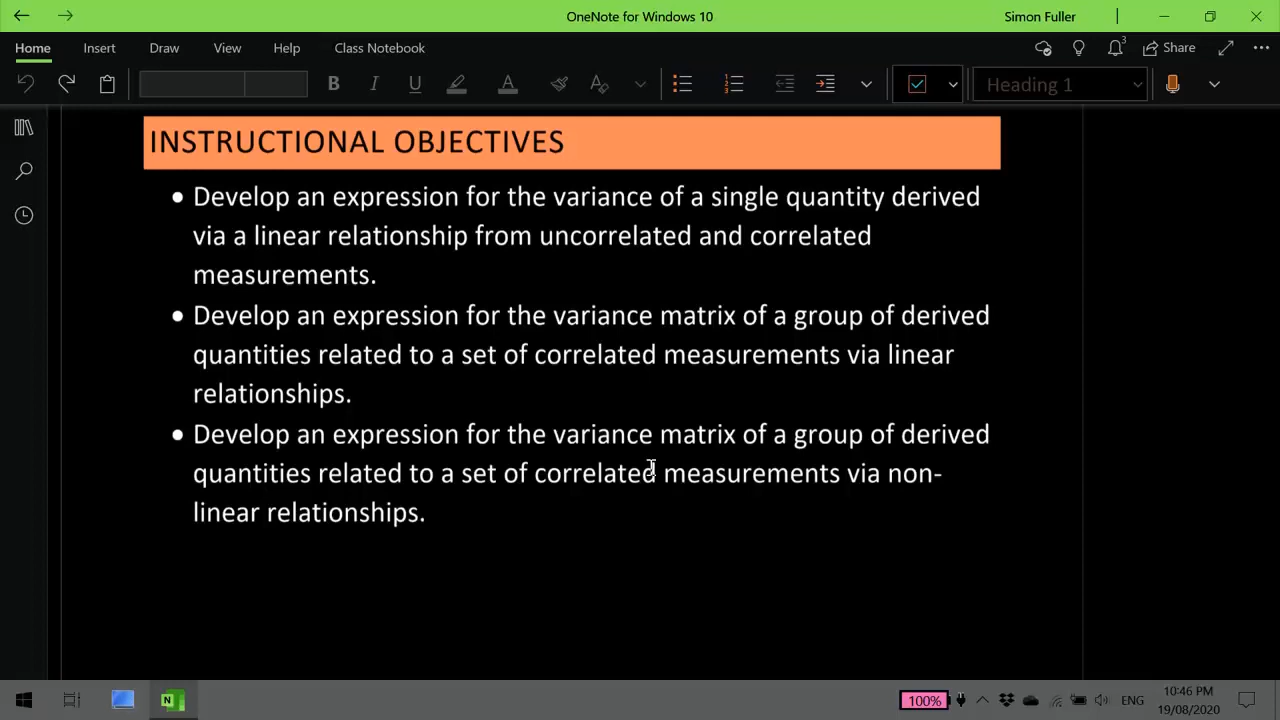 OneNote for Windows 10
Simon Fuller
Home Insert Draw View Help Class Notebook
3
Share
B I U A
Heading 1
INSTRUCTIONAL OBJECTIVES
• Develop an expression for the variance of a single quantity derived
via a linear relationship from uncorrelated and correlated
measurements.
• Develop an expression for the variance matrix of a group of derived
quantities related to a set of correlated measurements via linear
relationships.
• Develop an expression for the variance matrix of a group of derived
quantities related to a set of correlated measurements via non-
linear relationships.
100%
ENG
10:46 PM
19/08/2020